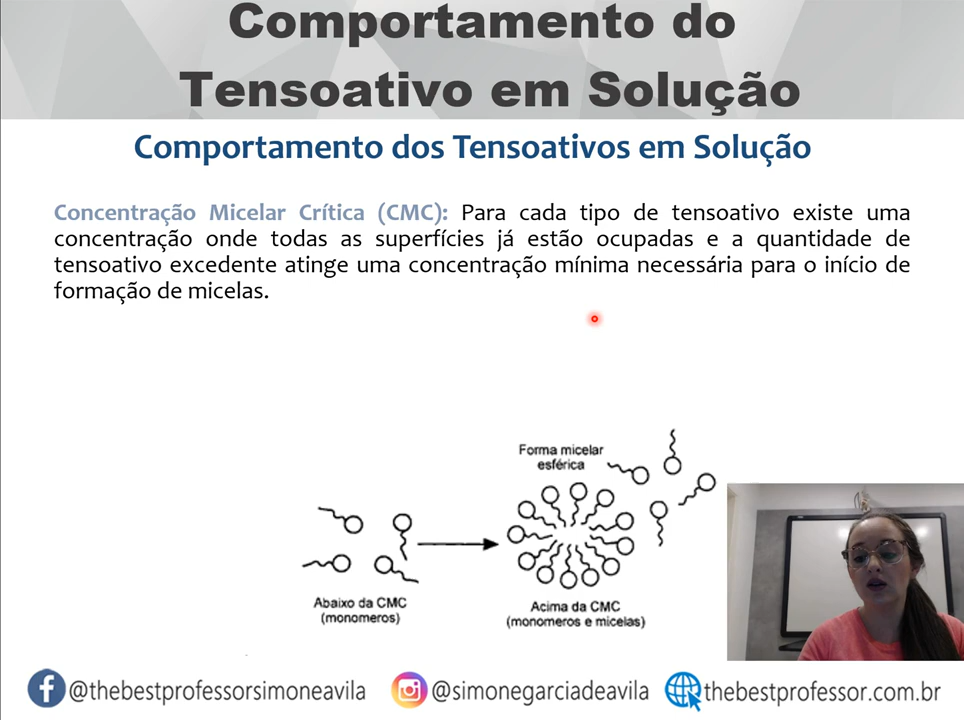 Comportamento do
Tensoativo em Solução
Comportamento dos Tensoativos em Solução
Concentração Micelar Crítica (CMC): Para cada tipo de tensoativo existe uma
concentração onde todas as superfícies já estão ocupadas e a quantidade de
tensoativo excedente atinge uma concentração mínima necessária para o início de
formação de micelas.
Forma micelar
esférica
Abaixo da CMC
(monomeros)
Acima da CMC
(monomeros e micelas)
@thebestprofessorsimoneavila
@simonegarciadeavila
thebestprofessor.com.br